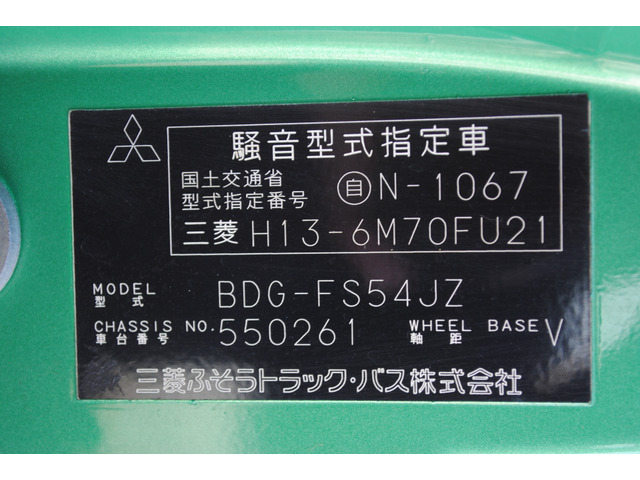 騒音型式指定車
国土交通省
型式指定番号 自 N-1067
三菱 H13-6M70FU21
MODEL
型式 BDG-FS54JZ
CHASSIS NO. 550261 WHEEL BASE V
車台番号 軸距
三菱ふそうトラック・バス株式会社